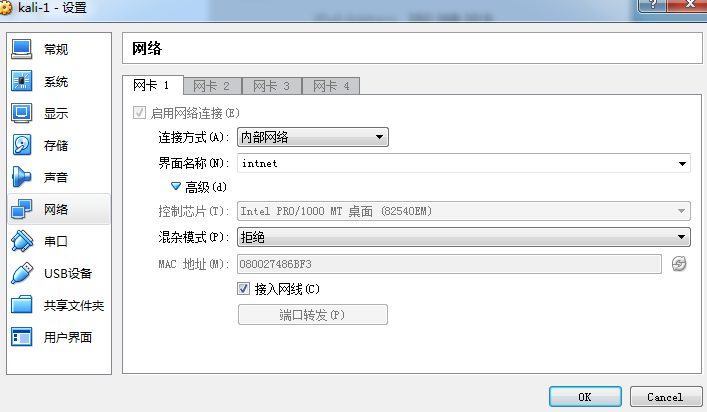 kali-1 - 设置
常规
系统
显示
存储
声音
网络
串口
USB设备
共享文件夹
用户界面
网络
网卡 1 网卡 2 网卡 3 网卡 4
启用网络连接(E)
连接方式(A): 内部网络
界面名称(N): intnet
高级(d)
控制芯片(T): Intel PRO/1000 MT 桌面 (82540EM)
混杂模式(P): 拒绝
MAC 地址(M): 080027486BF3
接入网线(C)
端口转发(P)
OK Cancel